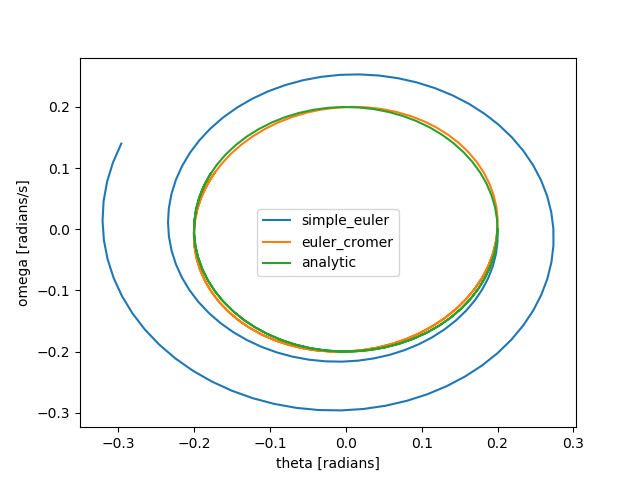 0.2
0.1
0.0
−0.1
−0.2
−0.3
omega [radians/s]
simple_euler
euler_cromer
analytic
−0.3 −0.2 −0.1 0.0 0.1 0.2 0.3
theta [radians]